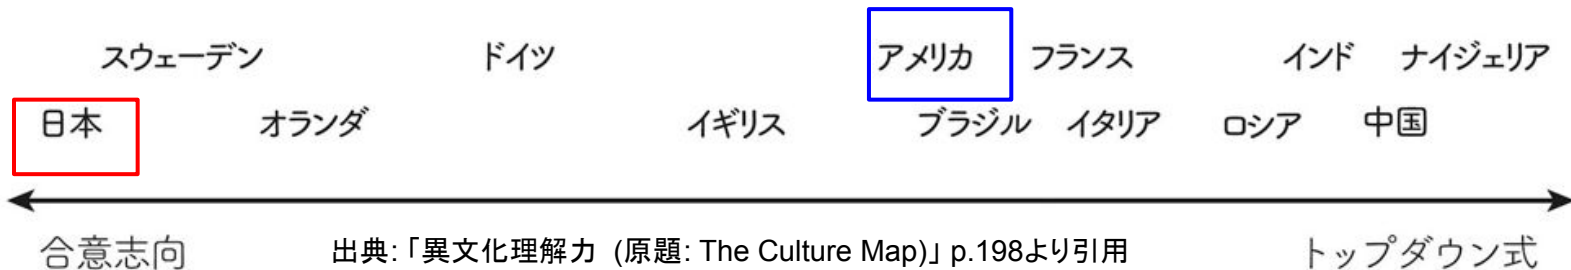 スウェーデン ドイツ アメリカ フランス インド ナイジェリア
日本 オランダ イギリス ブラジル イタリア ロシア 中国
合意志向 出典: 「異文化理解力 (原題: The Culture Map)」 p.198より引用 トップダウン式